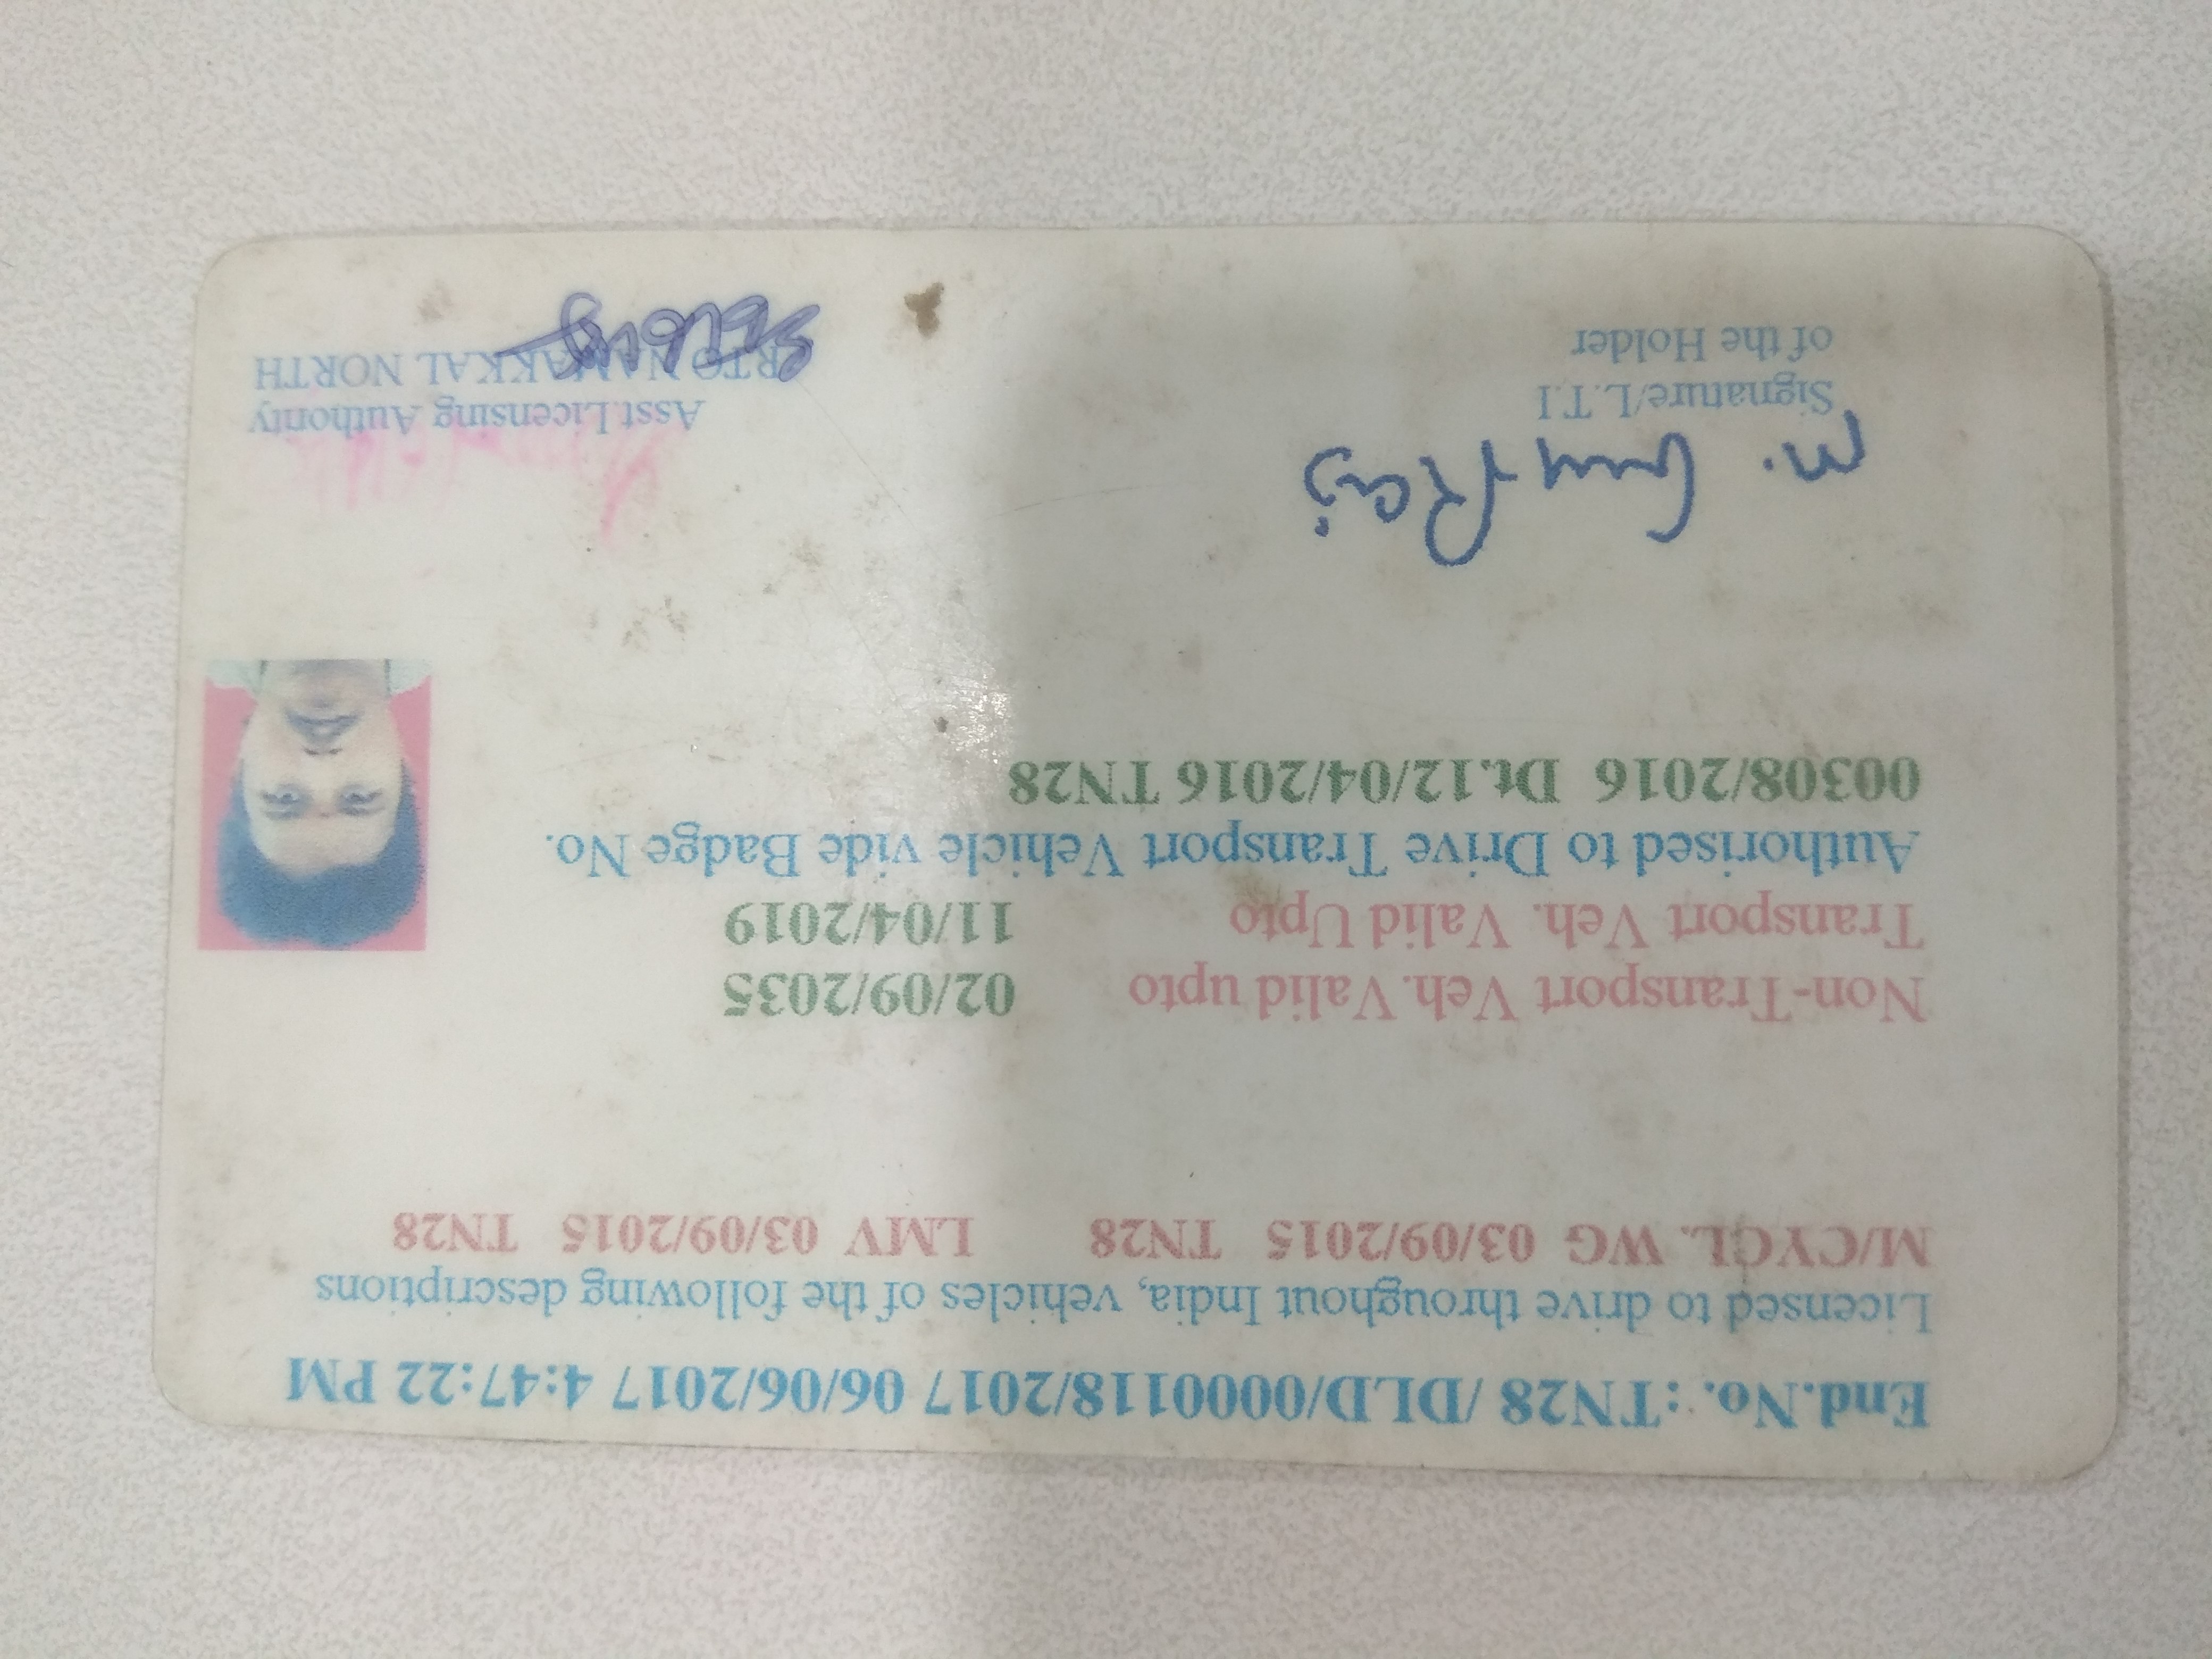 End.No. :TN28 /DLD/0000118/2017 06/06/2017 4:47:22 PM
Licensed to drive throughout India, vehicles of the following descriptions
M/CYCL. WG 03/09/2015 TN28 LMV 03/09/2015 TN28
Non-Transport Veh.Valid upto 02/09/2035
Transport Veh. Valid Upto 11/04/2019
Authorised to Drive Transport Vehicle vide Badge No.
00308/2016 Dt.12/04/2016 TN28
M.
Signature/L.T.I
of the Holder
Asst.Licensing Authority
RTO NAMAKKAL NORTH